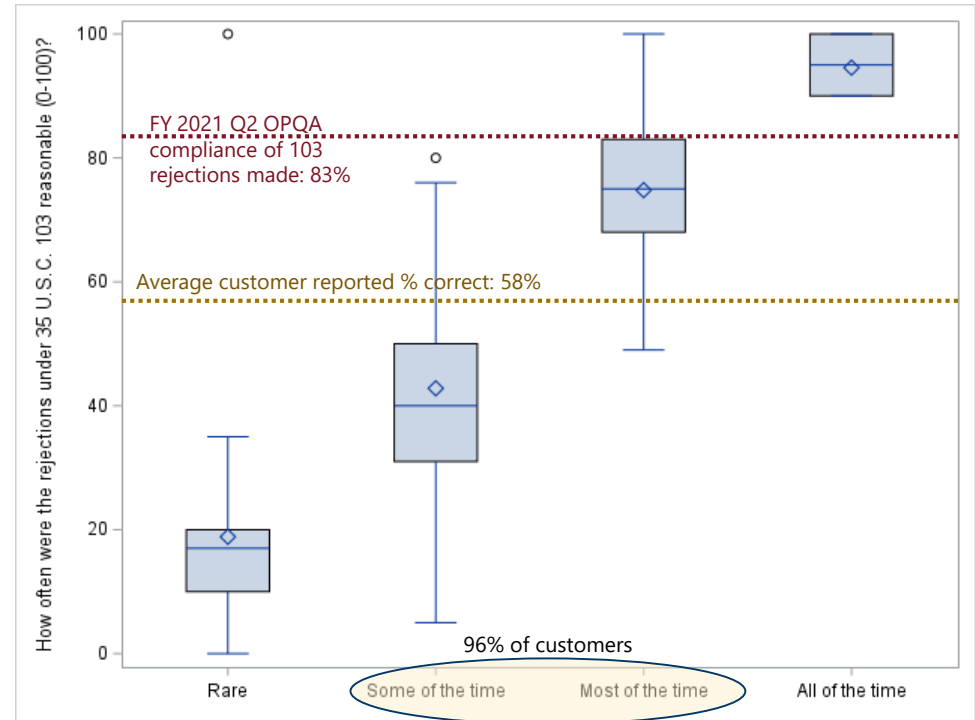 How often were the rejections under 35 U.S.C. 103 reasonable (0-100)?
100
80
60
40
20
0
FY 2021 Q2 OPQA
compliance of 103
rejections made: 83%
Average customer reported % correct: 58%
96% of customers
Rare
Some of the time
Most of the time
All of the time